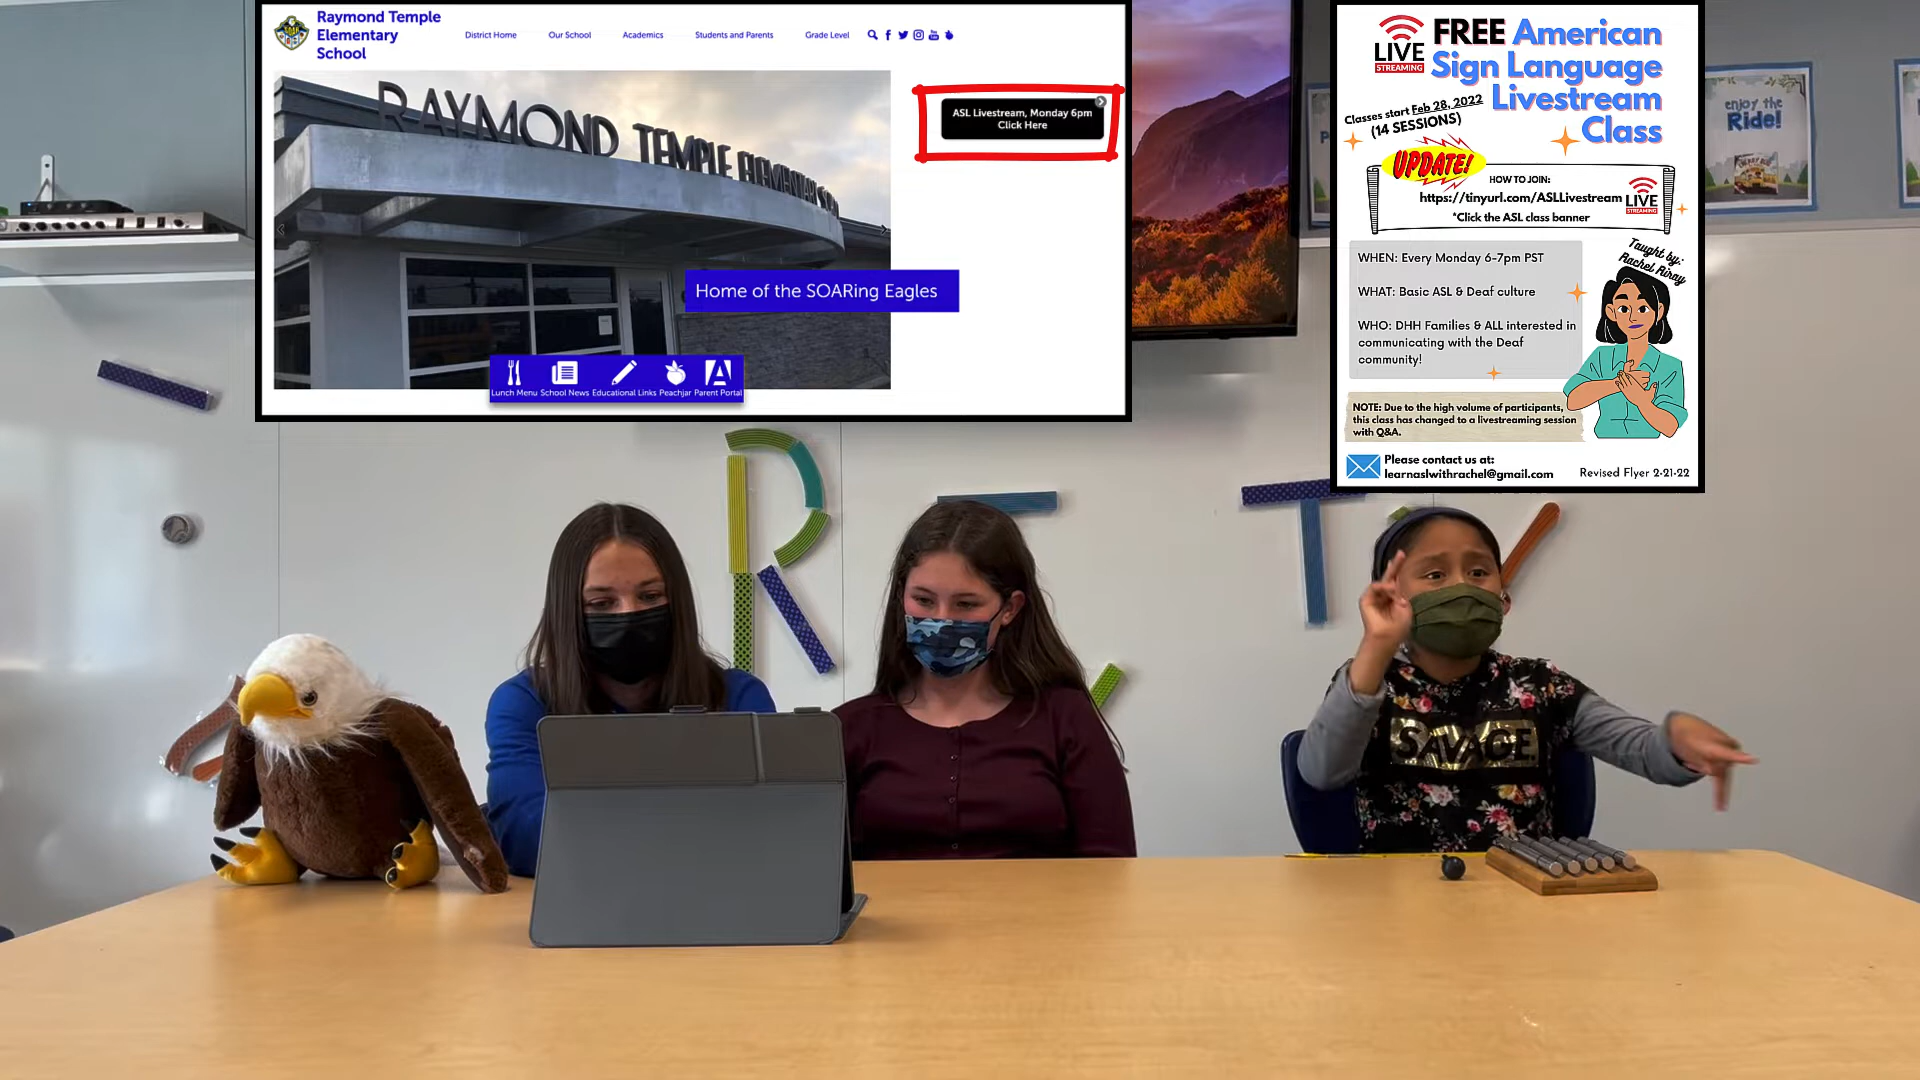 Raymond Temple
Elementary
School
District Home
Our School
Academics
Students and Parents
Grade Level
RAYMOND TEMPLE ELEMENTARY
ASL Livestream, Monday 6pm
Click Here
Home of the SOARing Eagles
Lunch Menu School News Educational Links Peachjar Parent Portal
LIVE
STREAMING
FREE American
Sign Language
Livestream
Class
Classes start Feb 28, 2022
(14 SESSIONS)
UPDATE!
HOW TO JOIN:
https://tinyurl.com/ASLLivestream
*Click the ASL class banner
LIVE
STREAMING
Taught by:
Rachel Riray
WHEN: Every Monday 6-7pm PST
WHAT: Basic ASL & Deaf culture
WHO: DHH Families & ALL interested in
communicating with the Deaf
community!
NOTE: Due to the high volume of participants,
this class has changed to a livestreaming session
with Q&A.
Please contact us at:
learnaslwithrachel@gmail.com
Revised Flyer 2-21-22
enjoy the
Ride!
R
T Y
SAVAGE